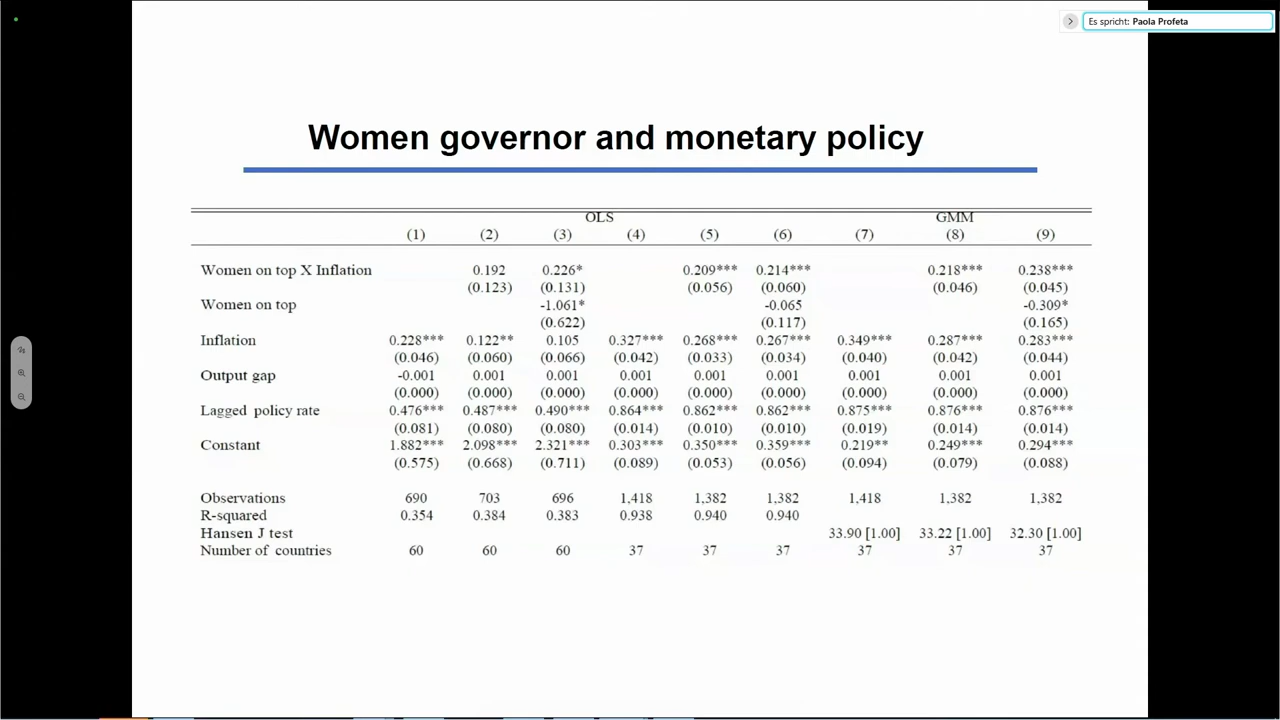 Es spricht: Paola Profeta
Women governor and monetary policy
OLS GMM
(1) (2) (3) (4) (5) (6) (7) (8) (9)
Women on top X Inflation 0.192 0.226* 0.209*** 0.214*** 0.218*** 0.238***
(0.123) (0.131) (0.056) (0.060) (0.046) (0.045)
Women on top -1.061* -0.065 -0.309*
(0.622) (0.117) (0.165)
Inflation 0.228*** 0.122** 0.105 0.327*** 0.268*** 0.267*** 0.349*** 0.287*** 0.283***
(0.046) (0.060) (0.066) (0.042) (0.033) (0.034) (0.040) (0.042) (0.044)
Output gap -0.001 0.001 0.001 0.001 0.001 0.001 0.001 0.001 0.001
(0.000) (0.000) (0.000) (0.000) (0.000) (0.000) (0.000) (0.000) (0.000)
Lagged policy rate 0.476*** 0.487*** 0.490*** 0.864*** 0.862*** 0.862*** 0.875*** 0.876*** 0.876***
(0.081) (0.080) (0.080) (0.014) (0.010) (0.010) (0.019) (0.014) (0.014)
Constant 1.882*** 2.098*** 2.321*** 0.303*** 0.350*** 0.359*** 0.219** 0.249*** 0.294***
(0.575) (0.668) (0.711) (0.089) (0.053) (0.056) (0.094) (0.079) (0.088)
Observations 690 703 696 1,418 1,382 1,382 1,418 1,382 1,382
R-squared 0.354 0.384 0.383 0.938 0.940 0.940
Hansen J test 33.90 [1.00] 33.22 [1.00] 32.30 [1.00]
Number of countries 60 60 60 37 37 37 37 37 37